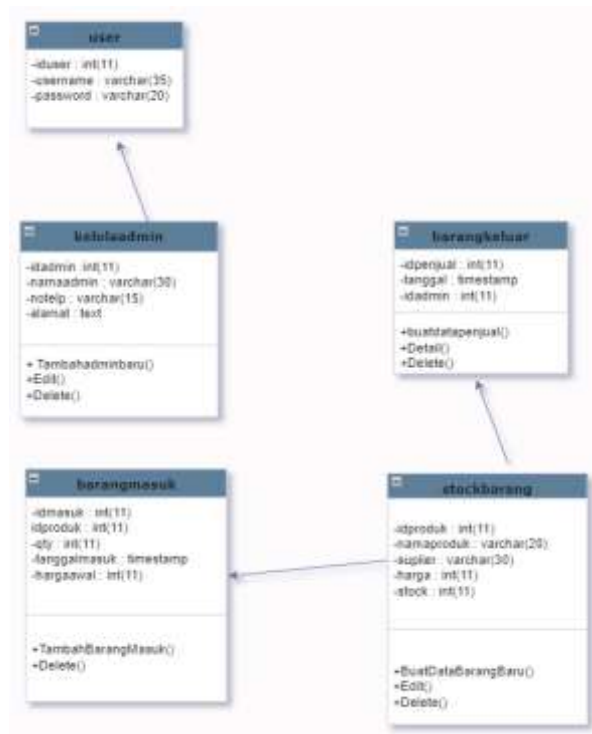 user
-iduser : int(11)
-username : varchar(35)
-password : varchar(20)
kelolaadmin
-idadmin :int(11)
-namaadmin : varchar(30)
-notelp : varchar(15)
-alamat : text
+ Tambahadminbaru()
+Edit()
+Delete()
barangkeluar
-idpenjual : int(11)
-tanggal : timestamp
-idadmin : int(11)
+buatdatapenjual()
+Detail()
+Delete()
barangmasuk
-idmasuk : int(11)
idproduk : int(11)
-qty : int(11)
-tanggalmasuk : timestamp
-hargaawal : int(11)
+TambahBarangMasuk()
+Delete()
stockbarang
-idproduk : int(11)
-namaproduk : varchar(20)
-suplier : varchar(30)
-harga : int(11)
-stock : int(11)
+BuatDataBarangBaru()
+Edit()
+Delete()